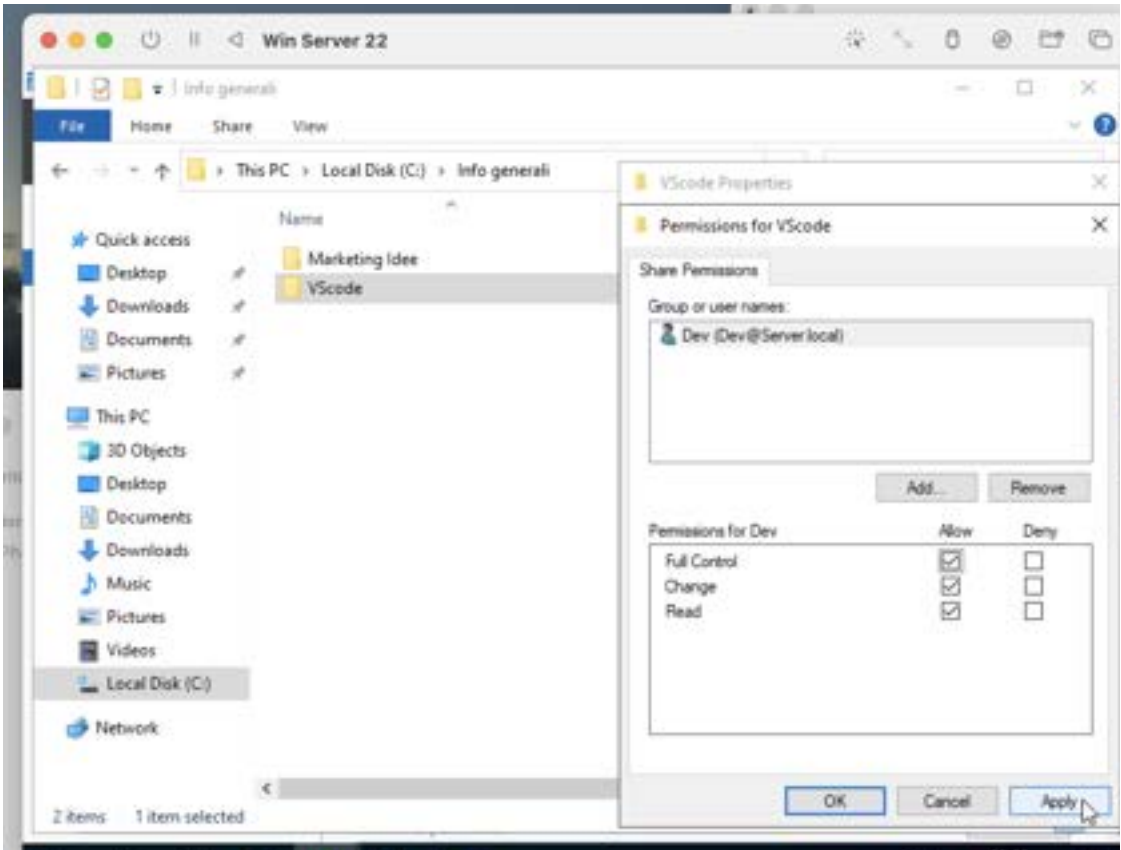 Win Server 22
Info generali
File Home Share View
This PC Local Disk (C:) Info generali
Name
Quick access
Desktop
Downloads
Documents
Pictures
This PC
3D Objects
Desktop
Documents
Downloads
Music
Pictures
Videos
Local Disk (C:)
Network
Marketing Idee
VScode
2 items 1 item selected
VScode Properties
Permissions for VScode
Share Permissions
Group or user names:
Dev (Dev@Server.local)
Add... Remove
Permissions for Dev Allow Deny
Full Control
Change
Read
OK Cancel Apply